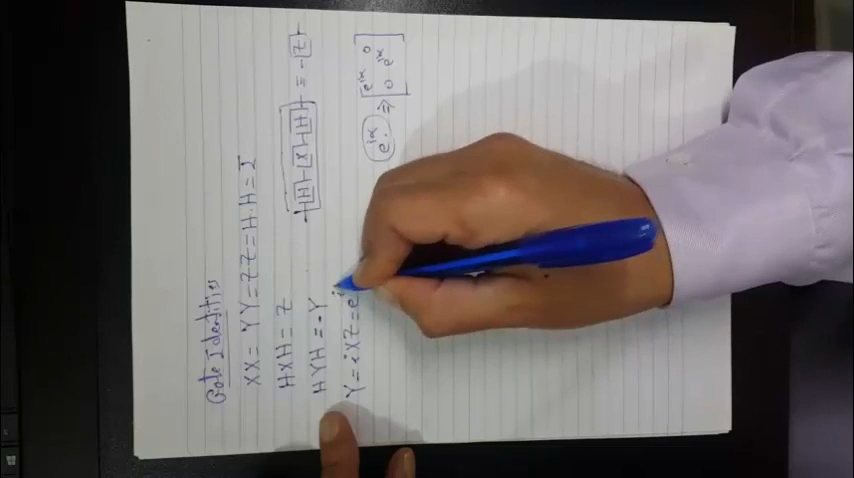 Gate Identities
XX = YY = ZZ = H.H = I
HXH = Z
-[H]-[X]-[H]- = -[Z]-
HYH = -Y
Y = iXZ = e^i
e^{iα} ⇒ [e^{iα} 0
0 e^{iα}]